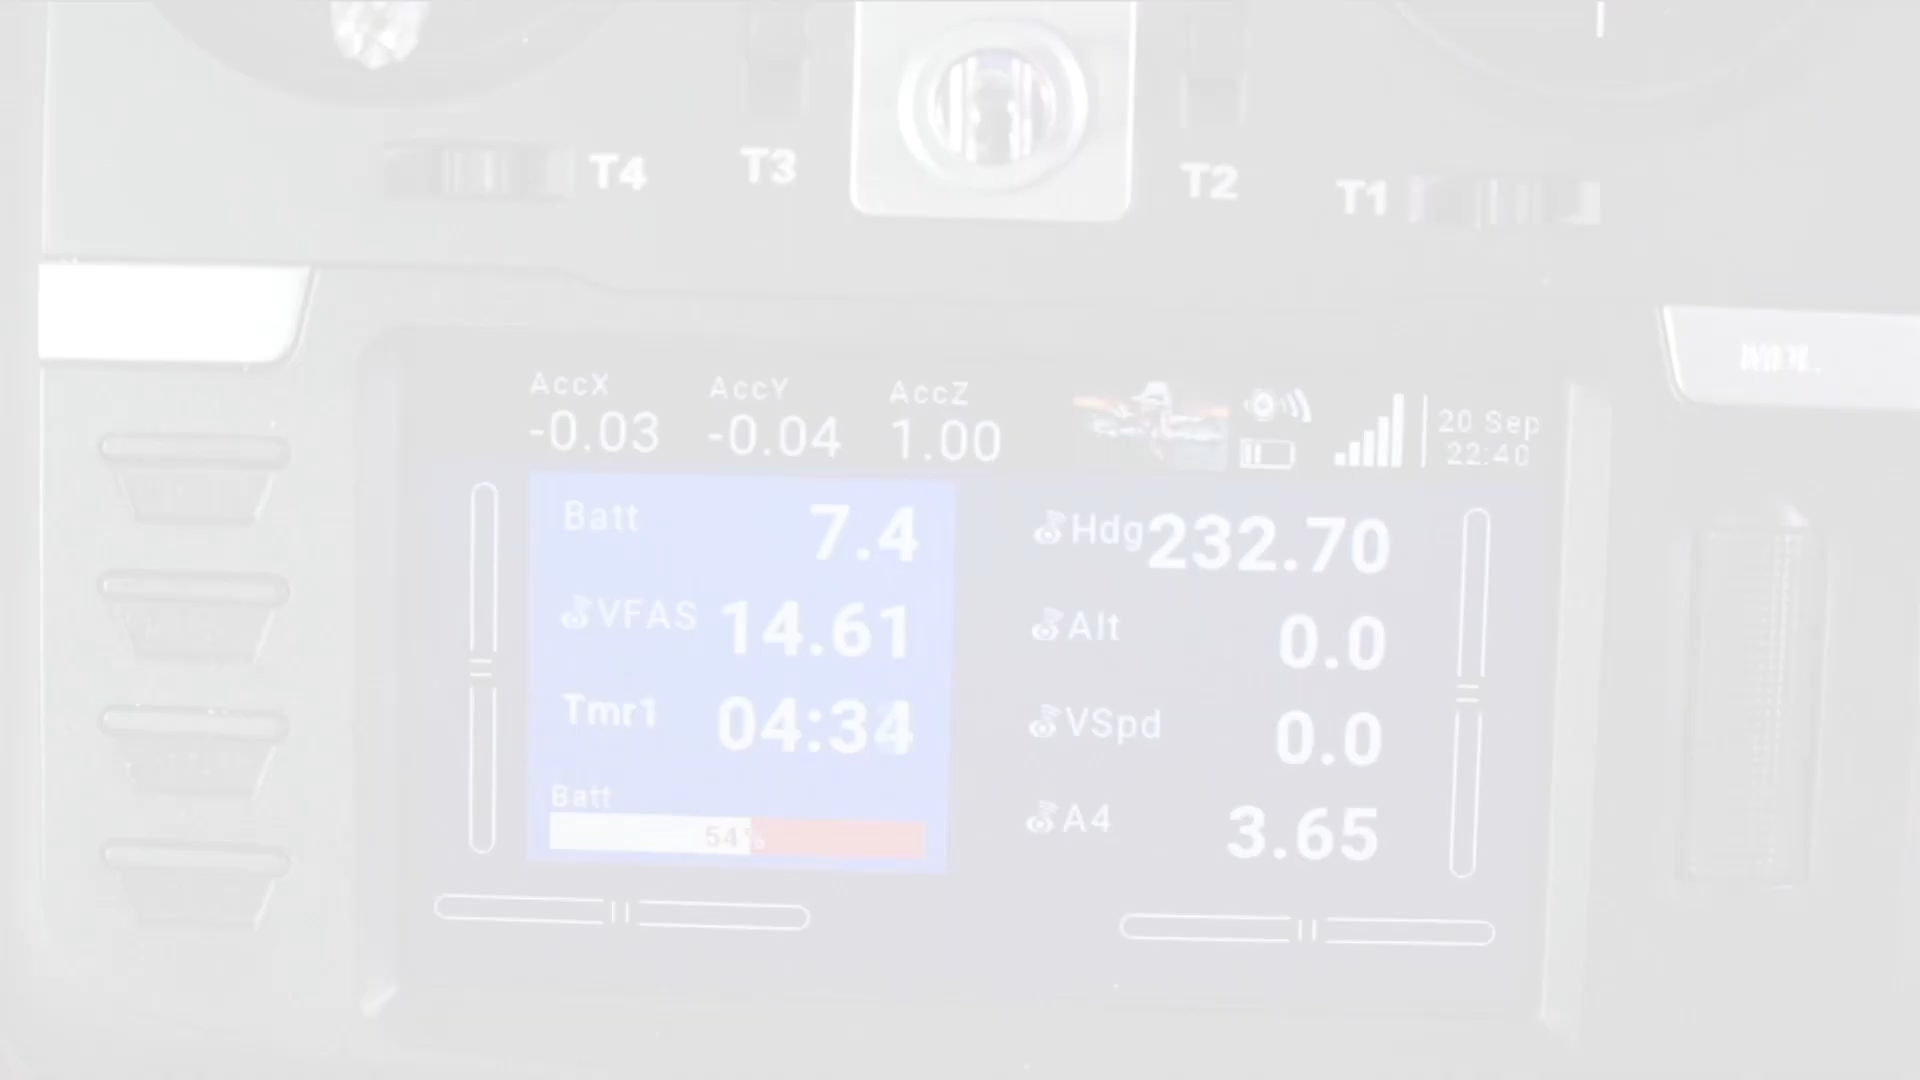 T4 T3 T2 T1
MDL
AccX AccY AccZ
-0.03 -0.04 1.00
20 Sep
22:40
Batt 7.4
VFAS 14.61
Tmr1 04:34
Batt
54%
Hdg 232.70
Alt 0.0
VSpd 0.0
A4 3.65